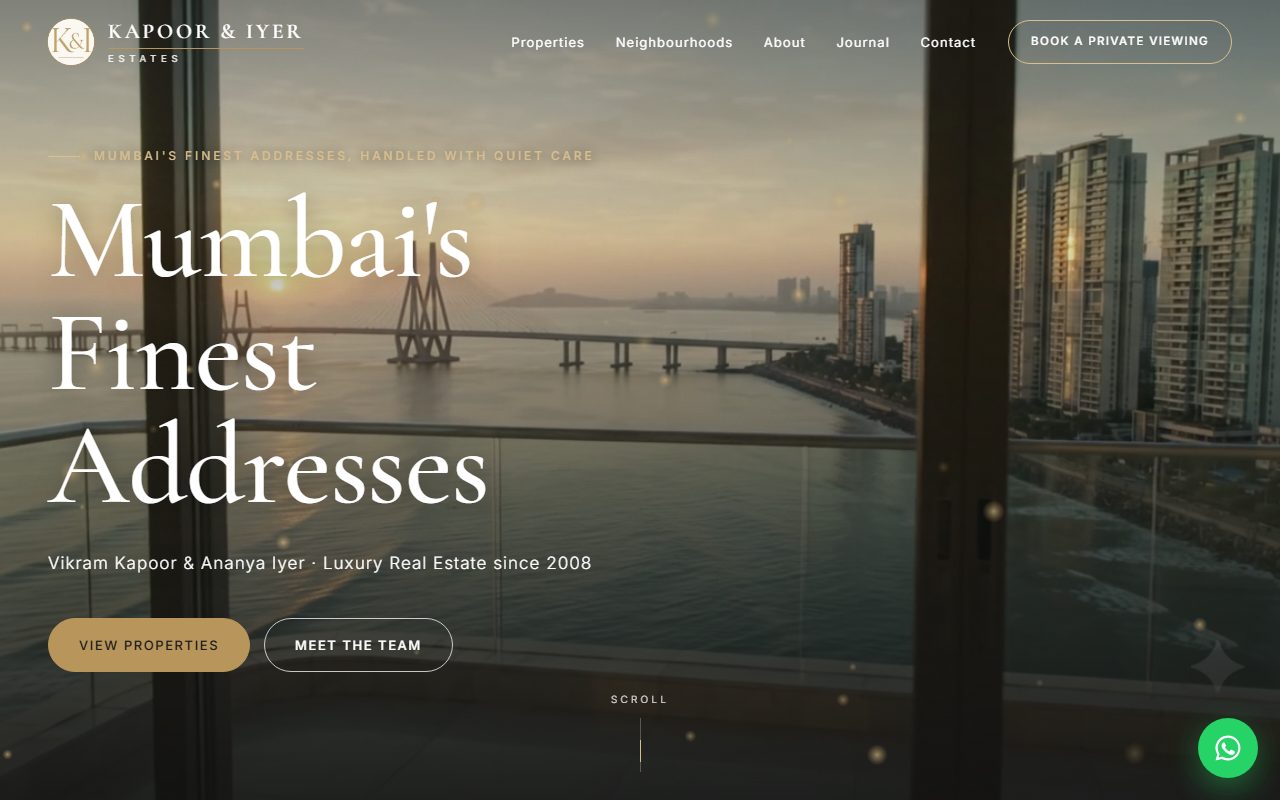 K&I
KAPOOR & IYER
ESTATES
Properties
Neighbourhoods
About
Journal
Contact
BOOK A PRIVATE VIEWING
MUMBAI'S FINEST ADDRESSES, HANDLED WITH QUIET CARE
Mumbai's
Finest
Addresses
Vikram Kapoor & Ananya Iyer · Luxury Real Estate since 2008
VIEW PROPERTIES
MEET THE TEAM
SCROLL